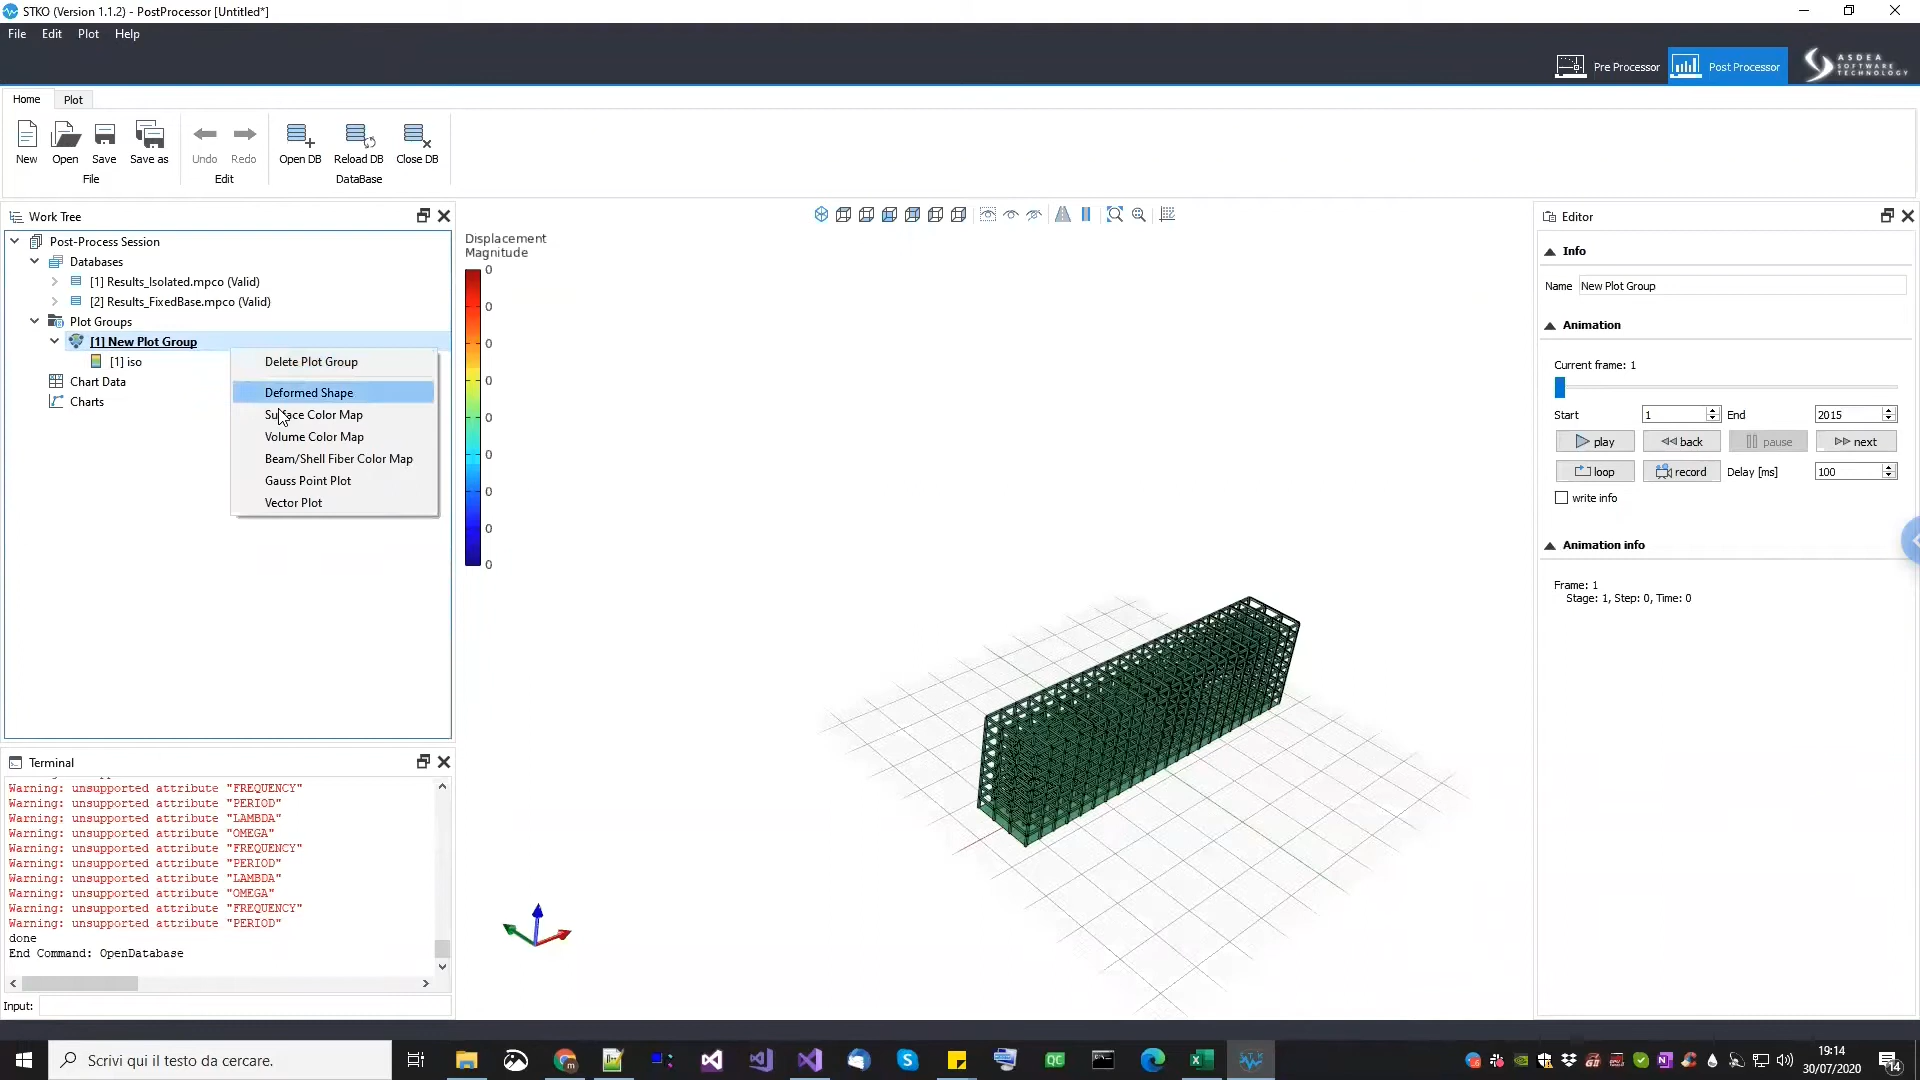 STKO (Version 1.1.2) - PostProcessor [Untitled*]
File Edit Plot Help
Pre Processor
Post Processor
ASDEA
SOFTWARE
TECHNOLOGY
Home Plot
New Open Save Save as Undo Redo Open DB Reload DB Close DB
File Edit DataBase
Work Tree
Post-Process Session
Databases
[1] Results_Isolated.mpco (Valid)
[2] Results_FixedBase.mpco (Valid)
Plot Groups
[1] New Plot Group
[1] iso
Chart Data
Charts
Delete Plot Group
Deformed Shape
Surface Color Map
Volume Color Map
Beam/Shell Fiber Color Map
Gauss Point Plot
Vector Plot
Displacement
Magnitude
0
0
0
0
0
0
0
0
0
Editor
Info
Name New Plot Group
Animation
Current frame: 1
Start 1 End 2015
play back pause next
loop record Delay [ms] 100
write info
Animation info
Frame: 1
Stage: 1, Step: 0, Time: 0
Terminal
Warning: unsupported attribute "FREQUENCY"
Warning: unsupported attribute "PERIOD"
Warning: unsupported attribute "LAMBDA"
Warning: unsupported attribute "OMEGA"
Warning: unsupported attribute "FREQUENCY"
Warning: unsupported attribute "PERIOD"
Warning: unsupported attribute "LAMBDA"
Warning: unsupported attribute "OMEGA"
Warning: unsupported attribute "FREQUENCY"
Warning: unsupported attribute "PERIOD"
done
End Command: OpenDatabase
Input:
Scrivi qui il testo da cercare.
QC
19:14
30/07/2020
14